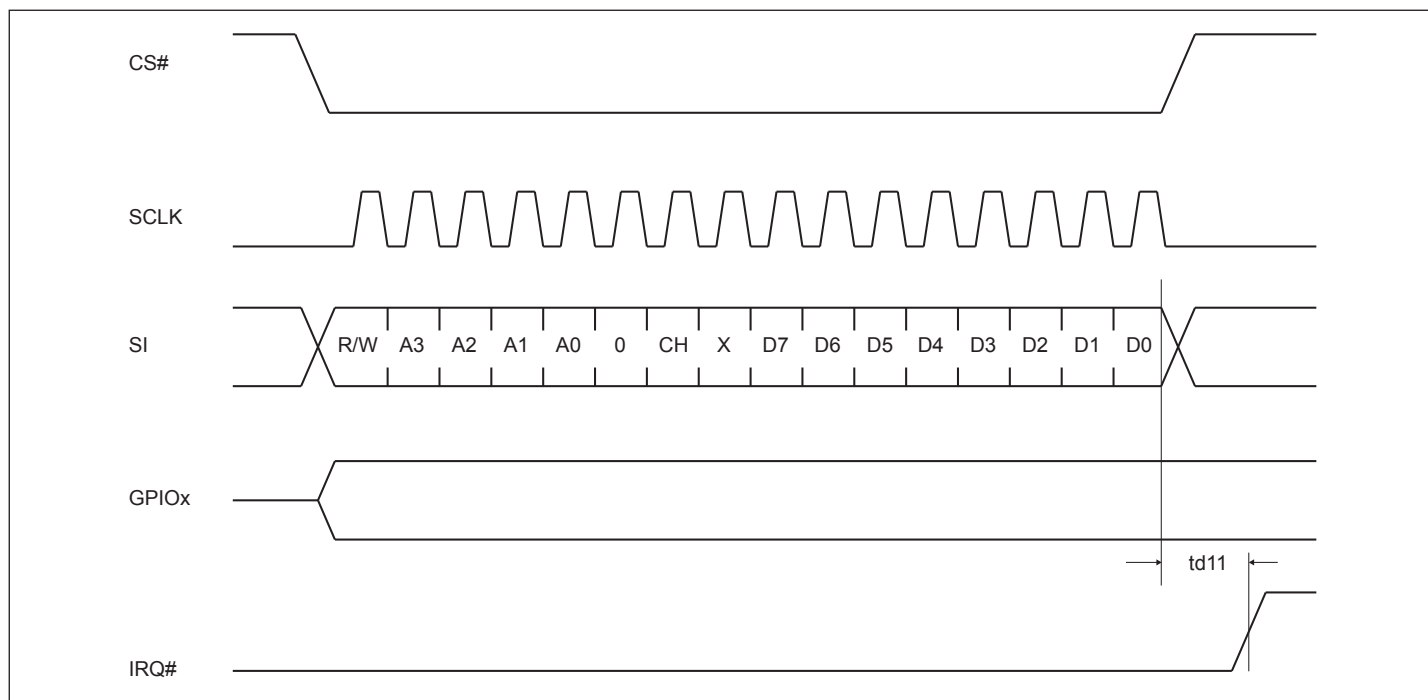 CS#
SCLK
SI R/W A3 A2 A1 A0 0 CH X D7 D6 D5 D4 D3 D2 D1 D0
GPIOx
td11
IRQ#